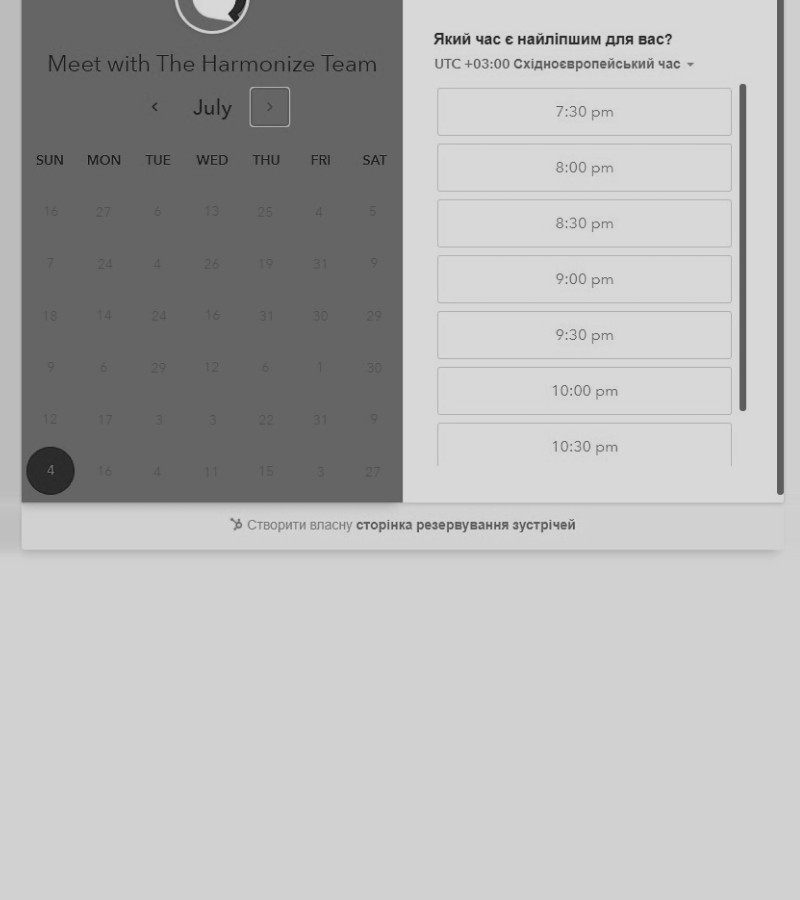 Meet with The Harmonize Team
July
SUN MON TUE WED THU FRI SAT
16 27 6 13 25 4 5
7 24 4 26 19 31 9
18 14 24 16 31 30 29
9 6 29 12 6 1 30
12 17 3 3 22 31 9
4 16 4 11 15 3 27
Який час є найліпшим для вас?
UTC +03:00 Східноєвропейський час
7:30 pm
8:00 pm
8:30 pm
9:00 pm
9:30 pm
10:00 pm
10:30 pm
Створити власну сторінка резервування зустрічей